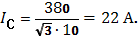 I_C = 380 / (√3 · 10) = 22 A.